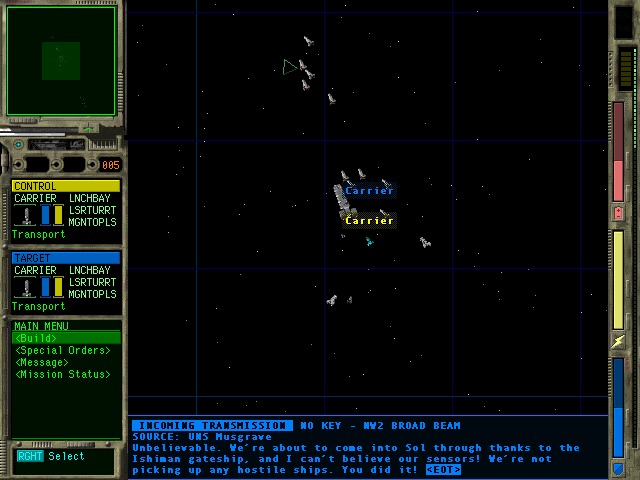 005
CONTROL
CARRIER LNCHBAY
LSRTURRT
MGNTOPLS
Transport
TARGET
CARRIER LNCHBAY
LSRTURRT
MGNTOPLS
Transport
MAIN MENU
<Build>
<Special Orders>
<Message>
<Mission Status>
RGHT Select
Carrier
Carrier
INCOMING TRANSMISSION NO KEY - NW2 BROAD BEAM
SOURCE: UNS Musgrave
Unbelievable. We're about to come into Sol through thanks to the
Ishiman gateship, and I can't believe our sensors! We're not
picking up any hostile ships. You did it! <EOT>